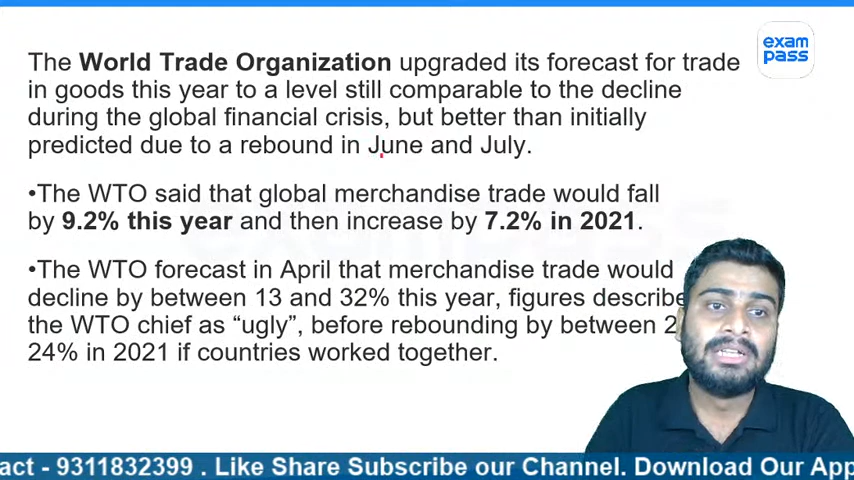 The World Trade Organization upgraded its forecast for trade
in goods this year to a level still comparable to the decline
during the global financial crisis, but better than initially
predicted due to a rebound in June and July.
•The WTO said that global merchandise trade would fall
by 9.2% this year and then increase by 7.2% in 2021.
•The WTO forecast in April that merchandise trade would
decline by between 13 and 32% this year, figures describe
the WTO chief as “ugly”, before rebounding by between 2
24% in 2021 if countries worked together.
exam
pass
act - 9311832399 . Like Share Subscribe our Channel. Download Our App